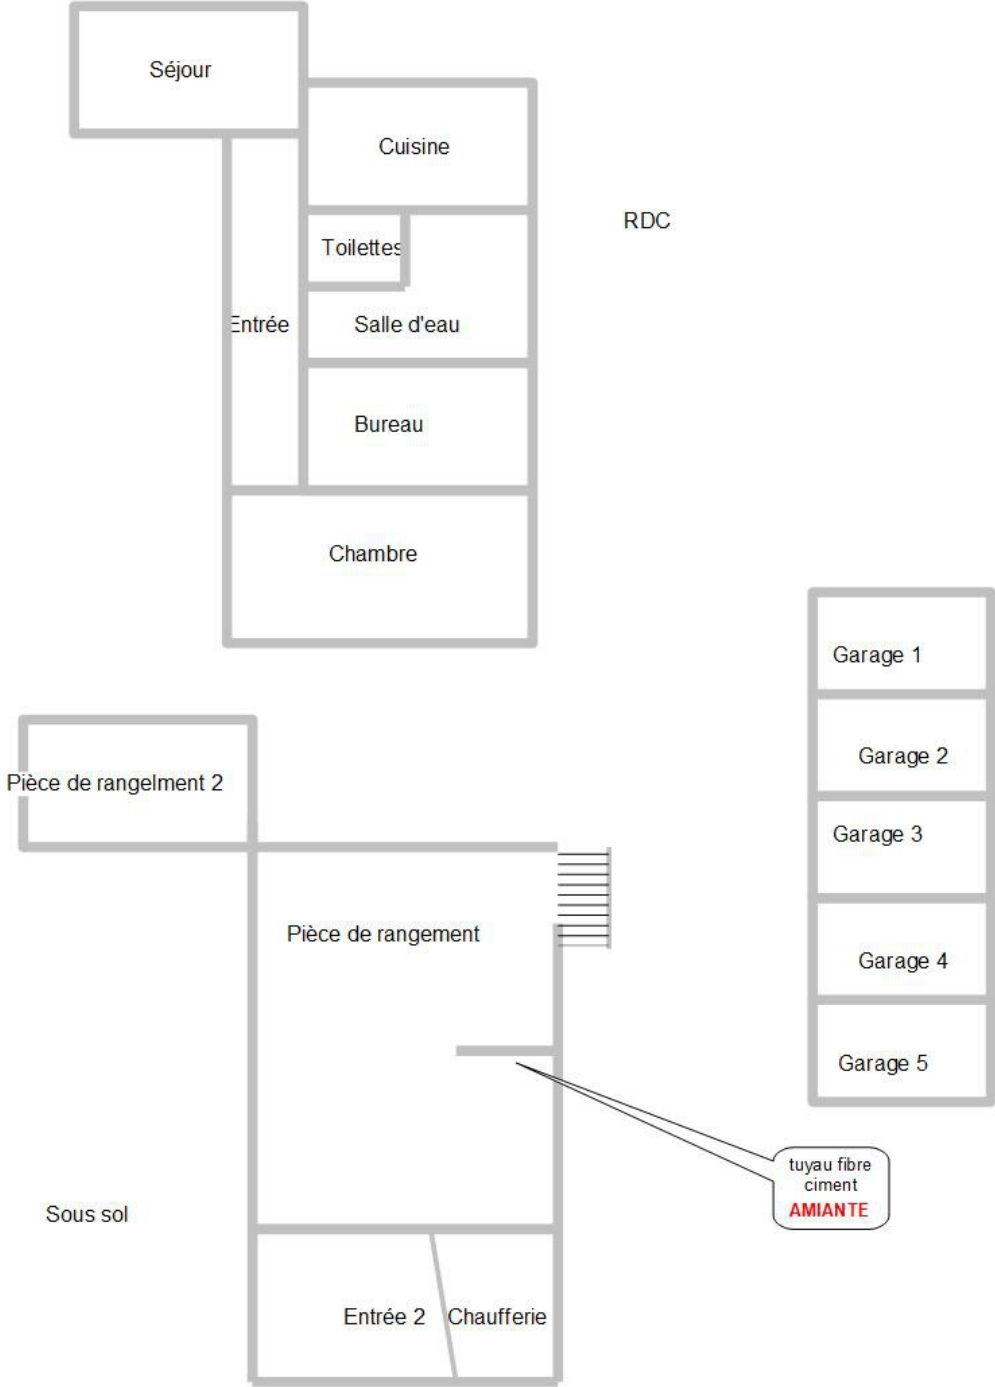 Séjour
Cuisine
RDC
Toilettes
Entrée
Salle d'eau
Bureau
Chambre
Garage 1
Garage 2
Pièce de rangelment 2
Garage 3
Pièce de rangement
Garage 4
Garage 5
tuyau fibre
ciment
AMIANTE
Sous sol
Entrée 2
Chaufferie